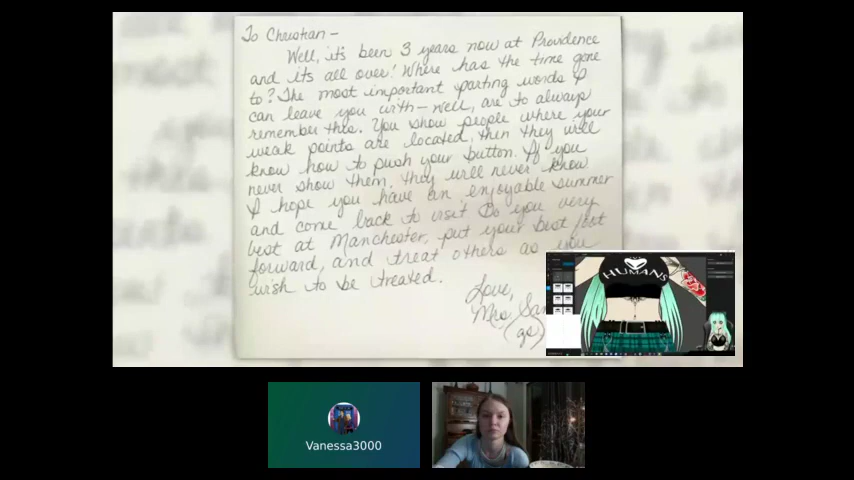 To Christian -
Well, it's been 3 years now at Providence
and it's all over! Where has the time gone
to? The most important parting words I
can leave you with - well, are to always
remember this. You show people where your
weak points are located, then they will
know how to push your button. If you
never show them, they will never know
I hope you have an enjoyable summer
and come back to visit Do you very
best at Manchester, put your best foot
forward, and treat others as you
wish to be treated.
Love,
Mrs. San
(gs)
HUMANS
Vanessa3000